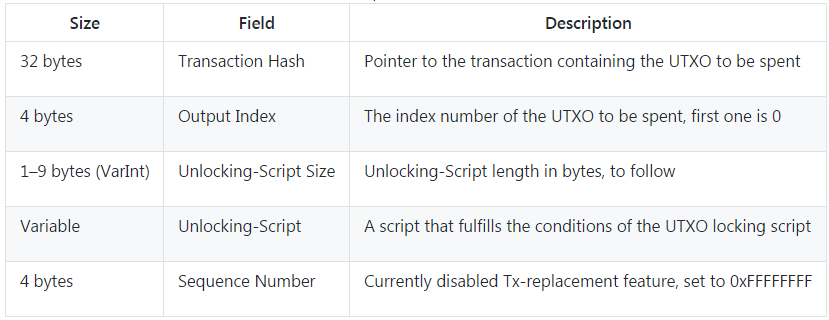 Size Field Description
32 bytes Transaction Hash Pointer to the transaction containing the UTXO to be spent
4 bytes Output Index The index number of the UTXO to be spent, first one is 0
1–9 bytes (VarInt) Unlocking-Script Size Unlocking-Script length in bytes, to follow
Variable Unlocking-Script A script that fulfills the conditions of the UTXO locking script
4 bytes Sequence Number Currently disabled Tx-replacement feature, set to 0xFFFFFFFF